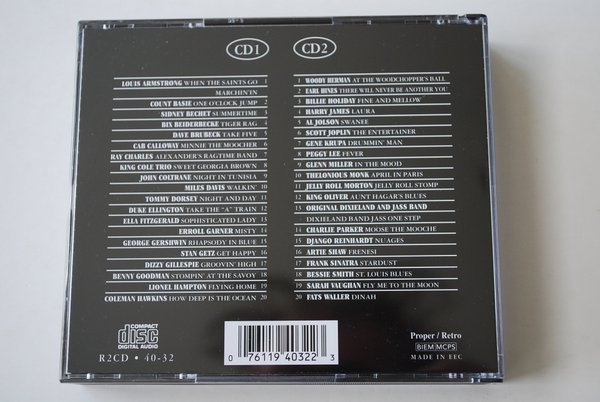 CD1
LOUIS ARMSTRONG WHEN THE SAINTS GO 1
MARCHIN'IN
COUNT BASIE ONE O'CLOCK JUMP 2
SIDNEY BECHET SUMMERTIME 3
BIX BEIDERBECKE TIGER RAG 4
DAVE BRUBECK TAKE FIVE 5
CAB CALLOWAY MINNIE THE MOOCHER 6
RAY CHARLES ALEXANDER'S RAGTIME BAND 7
KING COLE TRIO SWEET GEORGIA BROWN 8
JOHN COLTRANE NIGHT IN TUNISIA 9
MILES DAVIS WALKIN' 10
TOMMY DORSEY NIGHT AND DAY 11
DUKE ELLINGTON TAKE THE "A" TRAIN 12
ELLA FITZGERALD SOPHISTICATED LADY 13
ERROLL GARNER MISTY 14
GEORGE GERSHWIN RHAPSODY IN BLUE 15
STAN GETZ GET HAPPY 16
DIZZY GILLESPIE GROOVIN' HIGH 17
BENNY GOODMAN STOMPIN' AT THE SAVOY 18
LIONEL HAMPTON FLYING HOME 19
COLEMAN HAWKINS HOW DEEP IS THE OCEAN 20
CD2
1 WOODY HERMAN AT THE WOODCHOPPER'S BALL
2 EARL HINES THERE WILL NEVER BE ANOTHER YOU
3 BILLIE HOLIDAY FINE AND MELLOW
4 HARRY JAMES LAURA
5 AL JOLSON SWANEE
6 SCOTT JOPLIN THE ENTERTAINER
7 GENE KRUPA DRUMMIN' MAN
8 PEGGY LEE FEVER
9 GLENN MILLER IN THE MOOD
10 THELONIOUS MONK APRIL IN PARIS
11 JELLY ROLL MORTON JELLY ROLL STOMP
12 KING OLIVER AUNT HAGAR'S BLUES
13 ORIGINAL DIXIELAND AND JASS BAND
DIXIELAND BAND JASS ONE STEP
14 CHARLIE PARKER MOOSE THE MOOCHE
15 DJANGO REINHARDT NUAGES
16 ARTIE SHAW FRENESI
17 FRANK SINATRA STARDUST
18 BESSIE SMITH ST. LOUIS BLUES
19 SARAH VAUGHAN FLY ME TO THE MOON
20 FATS WALLER DINAH
COMPACT
disc
DIGITAL AUDIO
R2CD • 40-32
0 76119 40322 3
Proper / Retro
BIEM MCPS
MADE IN EEC